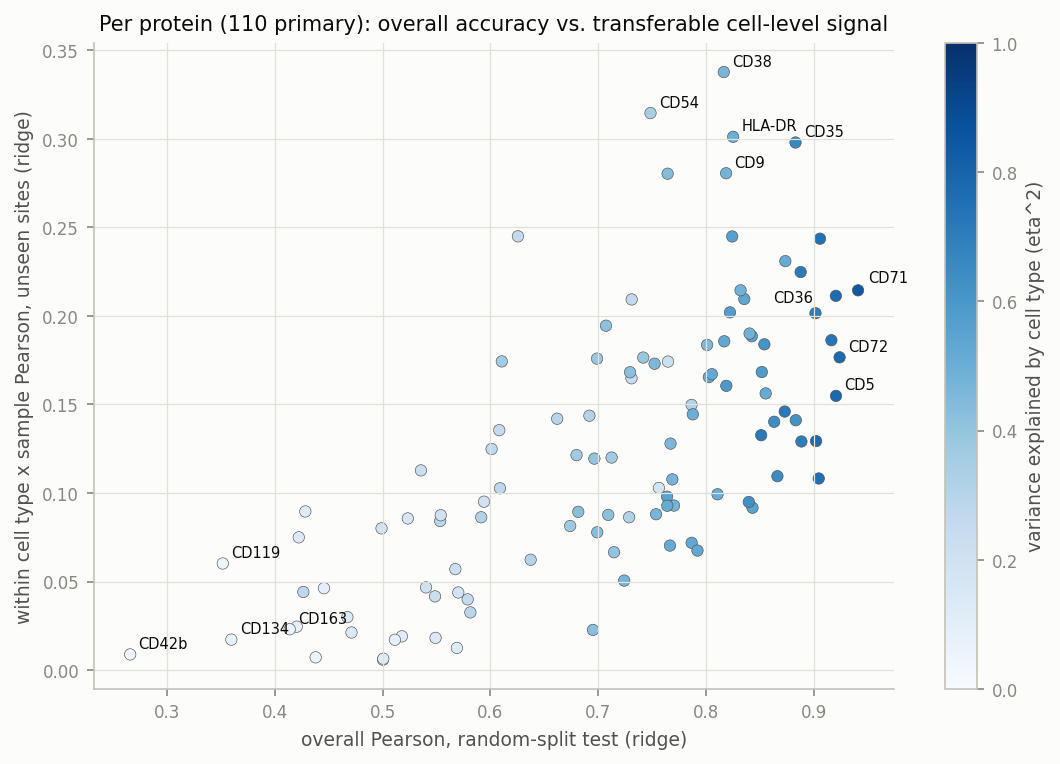 Per protein (110 primary): overall accuracy vs. transferable cell-level signal
within cell type x sample Pearson, unseen sites (ridge)
0.35
0.30
0.25
0.20
0.15
0.10
0.05
0.00
CD38
CD54
HLA-DR
CD35
CD9
CD71
CD36
CD72
CD5
CD119
CD134
CD163
CD42b
0.3 0.4 0.5 0.6 0.7 0.8 0.9
overall Pearson, random-split test (ridge)
1.0
0.8
0.6
0.4
0.2
0.0
variance explained by cell type (eta^2)